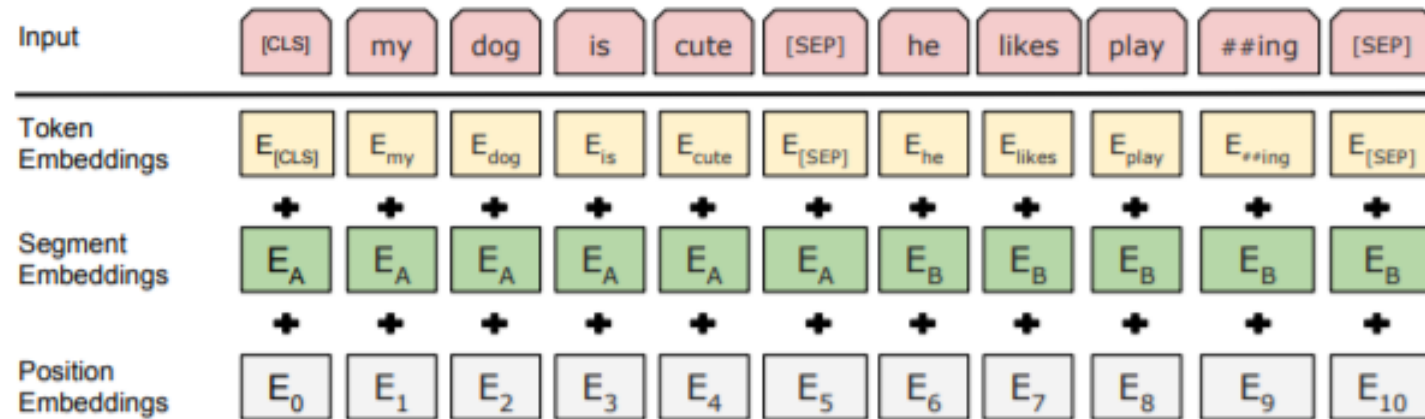 Input [CLS] my dog is cute [SEP] he likes play ##ing [SEP]
Token Embeddings E[CLS] Emy Edog Eis Ecute E[SEP] Ehe Elikes Eplay E##ing E[SEP]
+ + + + + + + + + + +
Segment Embeddings EA EA EA EA EA EA EB EB EB EB EB
+ + + + + + + + + + +
Position Embeddings E0 E1 E2 E3 E4 E5 E6 E7 E8 E9 E10